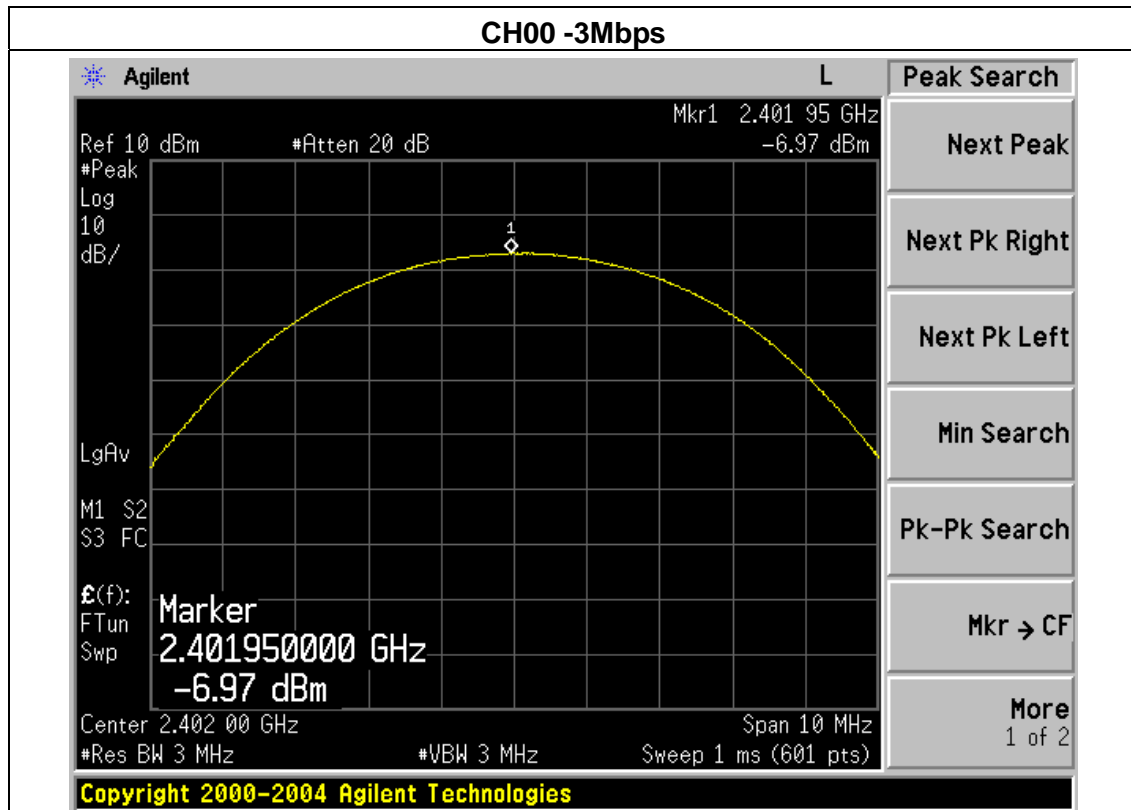 CH00 -3Mbps
Agilent L Peak Search
Mkr1 2.401 95 GHz
Ref 10 dBm #Atten 20 dB -6.97 dBm
#Peak
Log
10
dB/
1
LgAv
M1 S2
S3 FC
£(f):
FTun
Swp
Marker
2.401950000 GHz
-6.97 dBm
Center 2.402 00 GHz Span 10 MHz
#Res BW 3 MHz #VBW 3 MHz Sweep 1 ms (601 pts)
Next Peak
Next Pk Right
Next Pk Left
Min Search
Pk-Pk Search
Mkr → CF
More
1 of 2
Copyright 2000-2004 Agilent Technologies